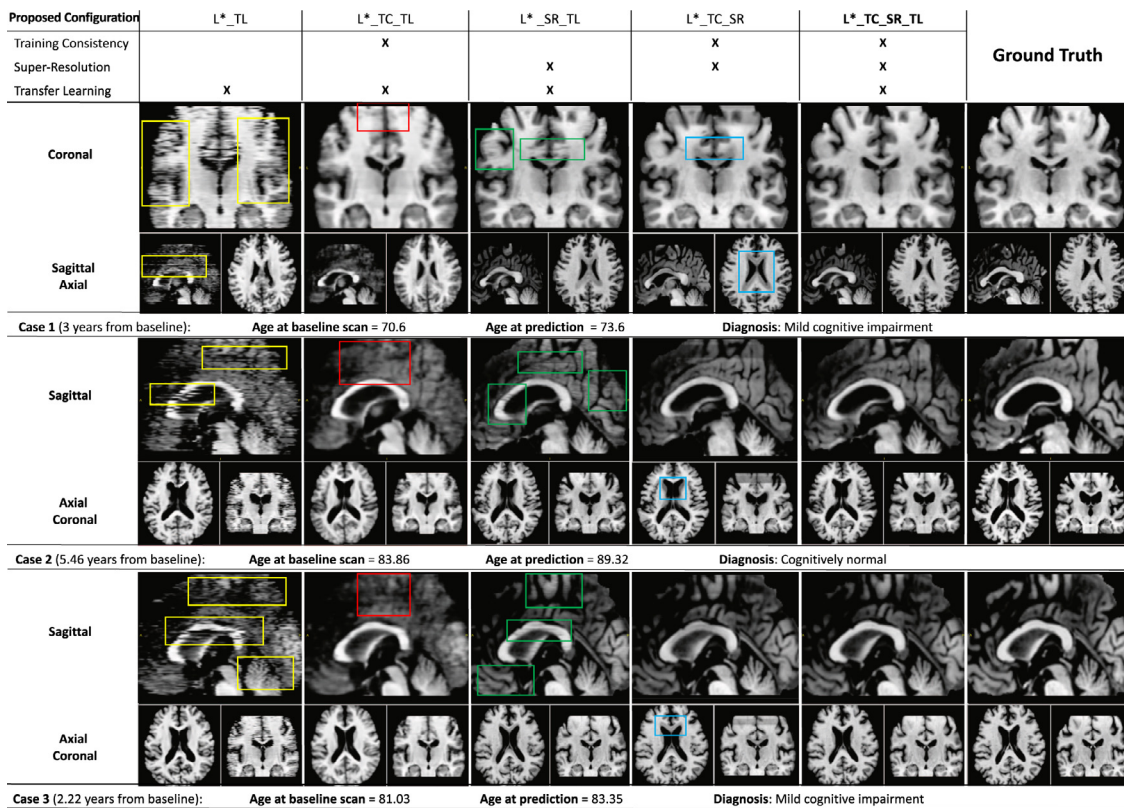 Proposed Configuration L*_TL L*_TC_TL L*_SR_TL L*_TC_SR L*_TC_SR_TL
Training Consistency X X X
Super-Resolution X X X
Transfer Learning X X X X
Ground Truth
Coronal
Sagittal
Axial
Case 1 (3 years from baseline): Age at baseline scan = 70.6 Age at prediction = 73.6 Diagnosis: Mild cognitive impairment
Sagittal
Axial
Coronal
Case 2 (5.46 years from baseline): Age at baseline scan = 83.86 Age at prediction = 89.32 Diagnosis: Cognitively normal
Sagittal
Axial
Coronal
Case 3 (2.22 years from baseline): Age at baseline scan = 81.03 Age at prediction = 83.35 Diagnosis: Mild cognitive impairment